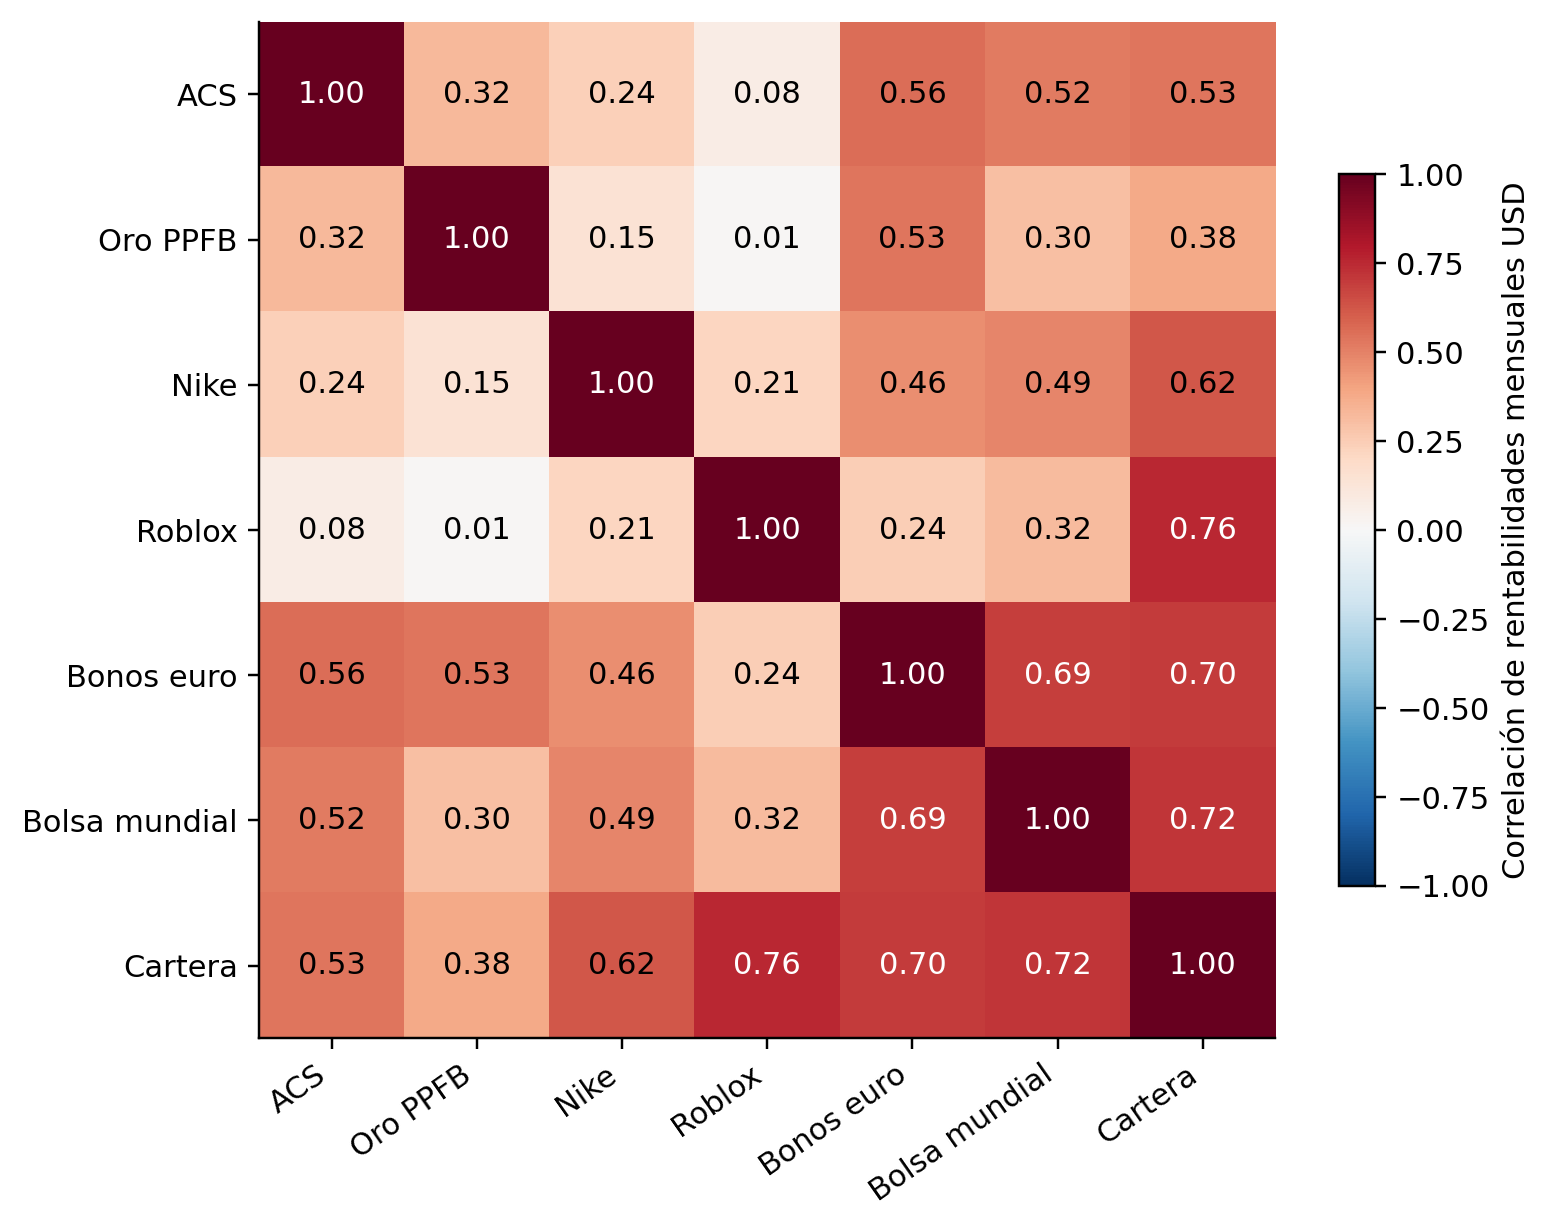 ACS 1.00 0.32 0.24 0.08 0.56 0.52 0.53
Oro PPFB 0.32 1.00 0.15 0.01 0.53 0.30 0.38
Nike 0.24 0.15 1.00 0.21 0.46 0.49 0.62
Roblox 0.08 0.01 0.21 1.00 0.24 0.32 0.76
Bonos euro 0.56 0.53 0.46 0.24 1.00 0.69 0.70
Bolsa mundial 0.52 0.30 0.49 0.32 0.69 1.00 0.72
Cartera 0.53 0.38 0.62 0.76 0.70 0.72 1.00
ACS
Oro PPFB
Nike
Roblox
Bonos euro
Bolsa mundial
Cartera
1.00
0.75
0.50
0.25
0.00
−0.25
−0.50
−0.75
−1.00
Correlación de rentabilidades mensuales USD